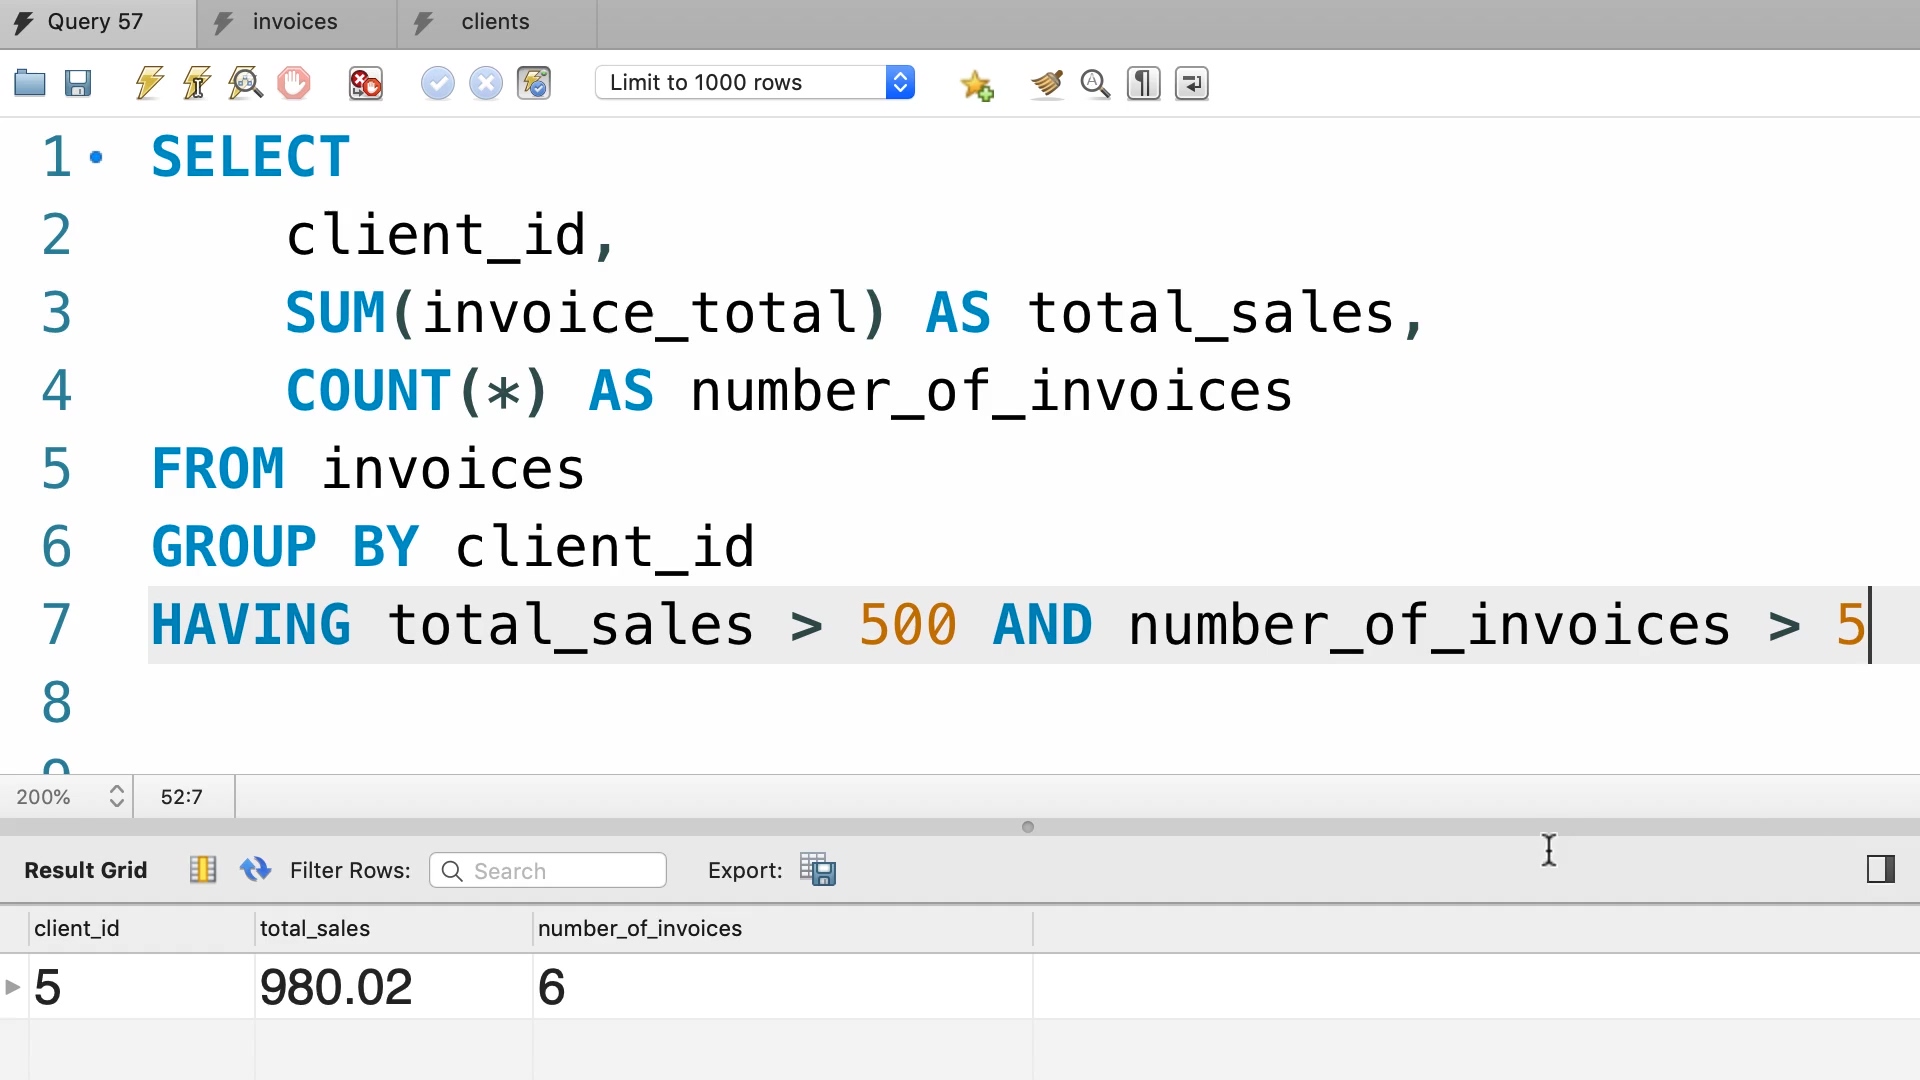 Query 57 invoices clients
Limit to 1000 rows
1 SELECT
2 client_id,
3 SUM(invoice_total) AS total_sales,
4 COUNT(*) AS number_of_invoices
5 FROM invoices
6 GROUP BY client_id
7 HAVING total_sales > 500 AND number_of_invoices > 5
8
9
200% 52:7
Result Grid Filter Rows: Search Export:
client_id total_sales number_of_invoices
5 980.02 6